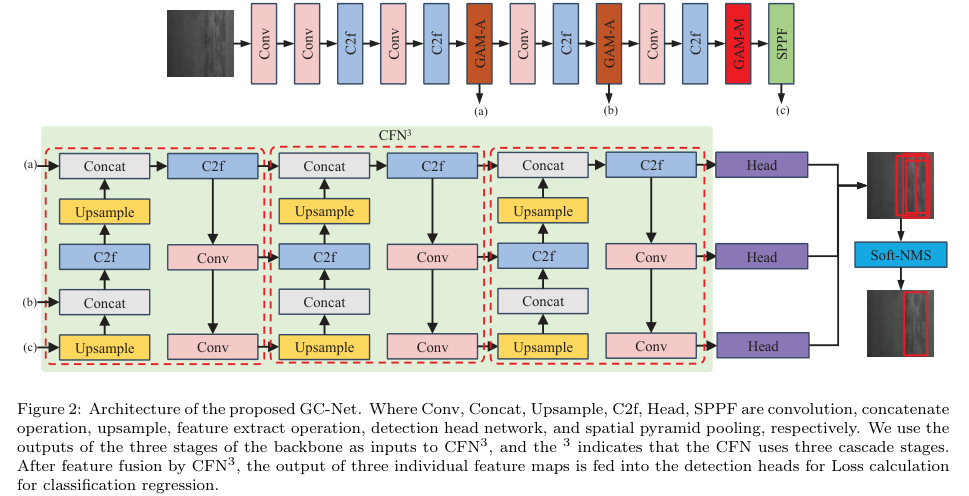 Conv
Conv
C2f
Conv
C2f
GAM-A
Conv
C2f
GAM-A
Conv
C2f
GAM-M
SPPF
(a)
(b)
(c)
CFN³
(a)
Concat
C2f
Concat
C2f
Concat
C2f
Head
Upsample
Upsample
Upsample
C2f
Conv
C2f
Conv
C2f
Conv
Head
Soft-NMS
(b)
Concat
Concat
Concat
(c)
Upsample
Conv
Upsample
Conv
Upsample
Conv
Head
Figure 2: Architecture of the proposed GC-Net. Where Conv, Concat, Upsample, C2f, Head, SPPF are convolution, concatenate
operation, upsample, feature extract operation, detection head network, and spatial pyramid pooling, respectively. We use the
outputs of the three stages of the backbone as inputs to CFN³, and the ³ indicates that the CFN uses three cascade stages.
After feature fusion by CFN³, the output of three individual feature maps is fed into the detection heads for Loss calculation
for classification regression.